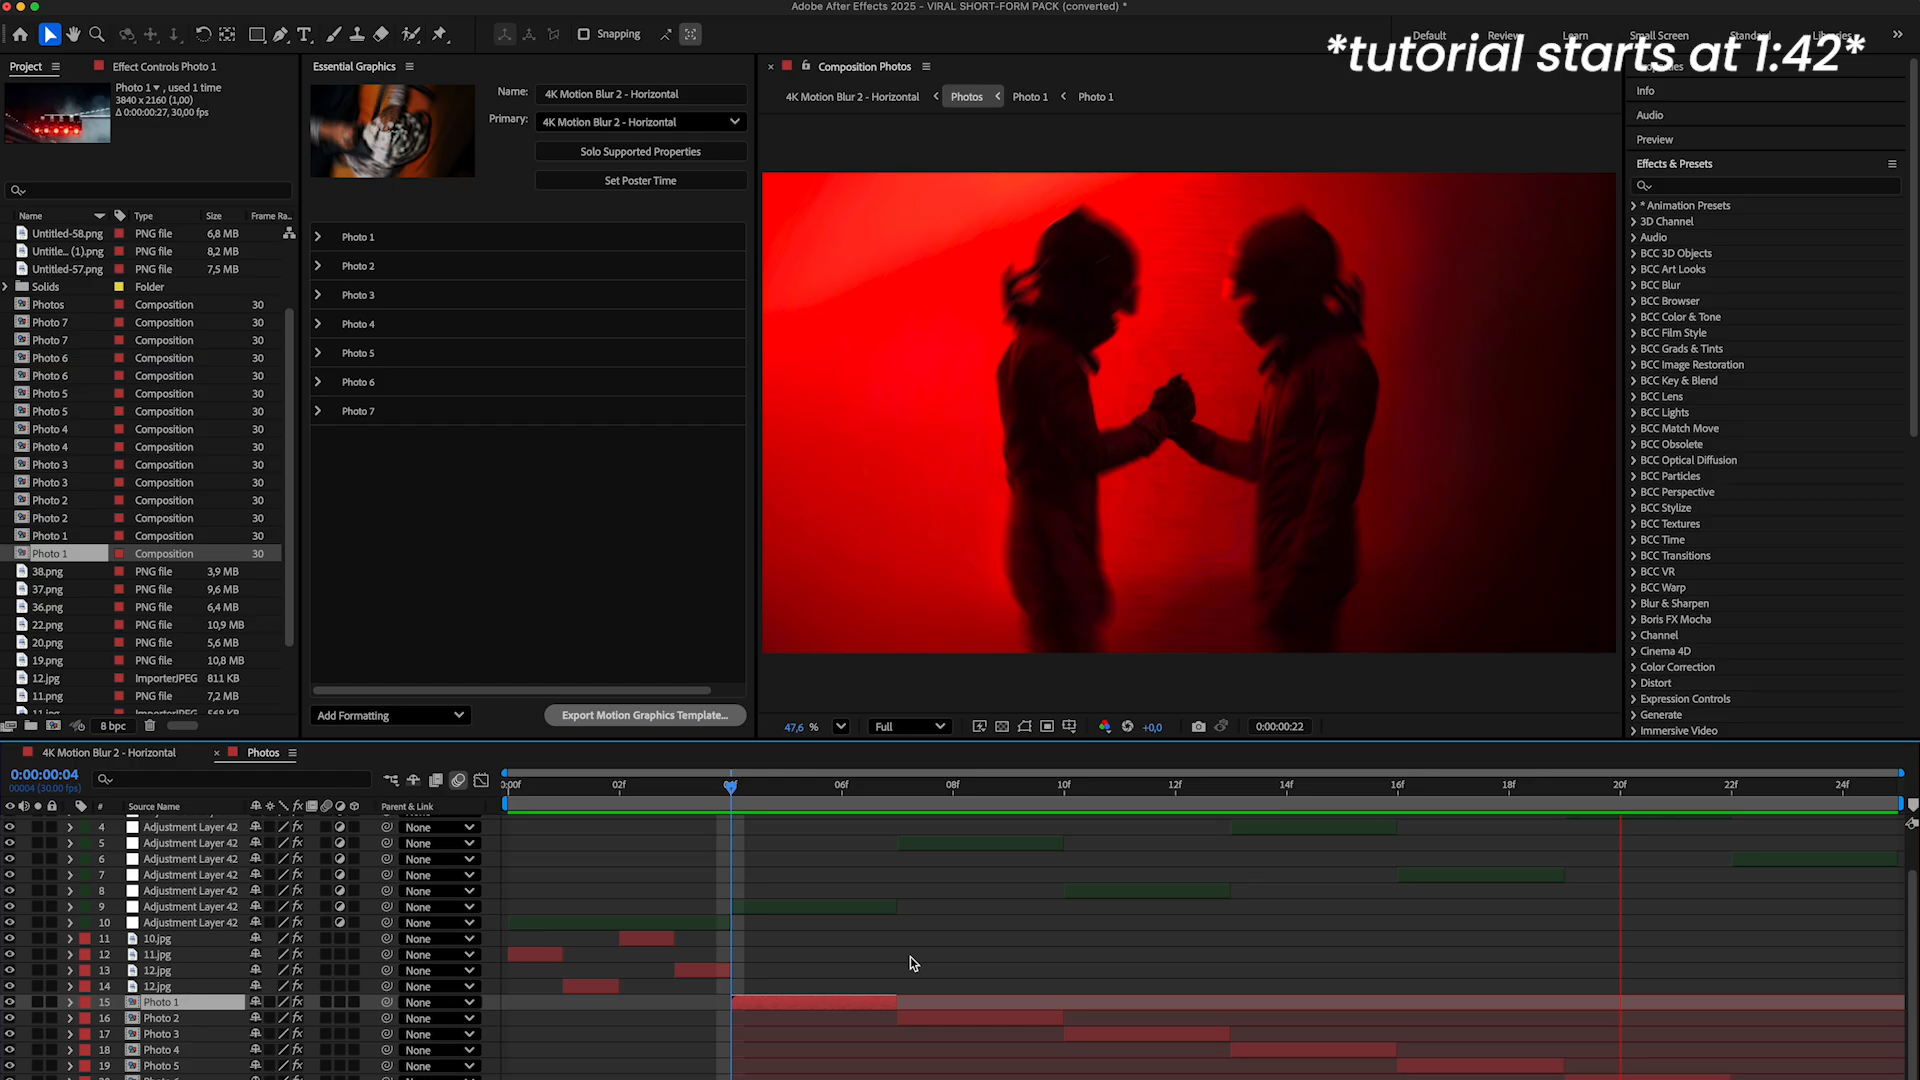 Adobe After Effects 2025 - VIRAL SHORT-FORM PACK (converted) *
Snapping
Default
Review
Learn
Small Screen
Standard
Libraries
*tutorial starts at 1:42*
Project
Effect Controls Photo 1
Photo 1 , used 1 time
3840 x 2160 (1,00)
Δ 0:00:00:27, 30,00 fps
Name Type Size Frame Ra...
Untitled-58.png PNG file 6,8 MB
Untitle... (1).png PNG file 8,2 MB
Untitled-57.png PNG file 7,5 MB
Solids Folder
Photos Composition 30
Photo 7 Composition 30
Photo 7 Composition 30
Photo 6 Composition 30
Photo 6 Composition 30
Photo 5 Composition 30
Photo 5 Composition 30
Photo 4 Composition 30
Photo 4 Composition 30
Photo 3 Composition 30
Photo 3 Composition 30
Photo 2 Composition 30
Photo 2 Composition 30
Photo 1 Composition 30
Photo 1 Composition 30
38.png PNG file 3,9 MB
37.png PNG file 9,6 MB
36.png PNG file 6,4 MB
22.png PNG file 10,9 MB
20.png PNG file 5,6 MB
19.png PNG file 10,8 MB
12.jpg ImporterJPEG 811 KB
11.png PNG file 7,2 MB
11.jpg ImporterJPEG 568 KB
8 bpc
Essential Graphics
Name: 4K Motion Blur 2 - Horizontal
Primary: 4K Motion Blur 2 - Horizontal
Solo Supported Properties
Set Poster Time
Photo 1
Photo 2
Photo 3
Photo 4
Photo 5
Photo 6
Photo 7
Add Formatting
Export Motion Graphics Template...
Composition Photos
4K Motion Blur 2 - Horizontal Photos Photo 1 Photo 1
47,6 % Full +0,0 0:00:00:22
Properties
Info
Audio
Preview
Effects & Presets
* Animation Presets
3D Channel
Audio
BCC 3D Objects
BCC Art Looks
BCC Blur
BCC Browser
BCC Color & Tone
BCC Film Style
BCC Grads & Tints
BCC Image Restoration
BCC Key & Blend
BCC Lens
BCC Lights
BCC Match Move
BCC Obsolete
BCC Optical Diffusion
BCC Particles
BCC Perspective
BCC Stylize
BCC Textures
BCC Time
BCC Transitions
BCC VR
BCC Warp
Blur & Sharpen
Boris FX Mocha
Channel
Cinema 4D
Color Correction
Distort
Expression Controls
Generate
Immersive Video
4K Motion Blur 2 - Horizontal
Photos
0:00:00:04
00004 (30.00 fps)
0:00f 02f 04f 06f 08f 10f 12f 14f 16f 18f 20f 22f 24f
# Source Name Parent & Link
4 Adjustment Layer 42 None
5 Adjustment Layer 42 None
6 Adjustment Layer 42 None
7 Adjustment Layer 42 None
8 Adjustment Layer 42 None
9 Adjustment Layer 42 None
10 Adjustment Layer 42 None
11 10.jpg None
12 11.jpg None
13 12.jpg None
14 12.jpg None
15 Photo 1 None
16 Photo 2 None
17 Photo 3 None
18 Photo 4 None
19 Photo 5 None